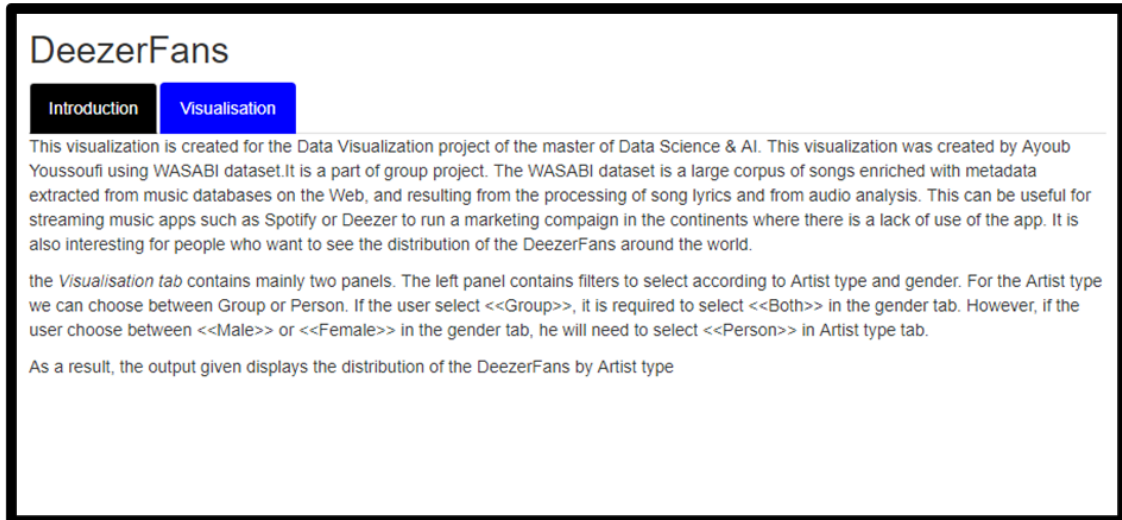 DeezerFans
Introduction
Visualisation
This visualization is created for the Data Visualization project of the master of Data Science & AI. This visualization was created by Ayoub
Youssoufi using WASABI dataset.It is a part of group project. The WASABI dataset is a large corpus of songs enriched with metadata
extracted from music databases on the Web, and resulting from the processing of song lyrics and from audio analysis. This can be useful for
streaming music apps such as Spotify or Deezer to run a marketing compaign in the continents where there is a lack of use of the app. It is
also interesting for people who want to see the distribution of the DeezerFans around the world.
the Visualisation tab contains mainly two panels. The left panel contains filters to select according to Artist type and gender. For the Artist type
we can choose between Group or Person. If the user select <<Group>>, it is required to select <<Both>> in the gender tab. However, if the
user choose between <<Male>> or <<Female>> in the gender tab, he will need to select <<Person>> in Artist type tab.
As a result, the output given displays the distribution of the DeezerFans by Artist type